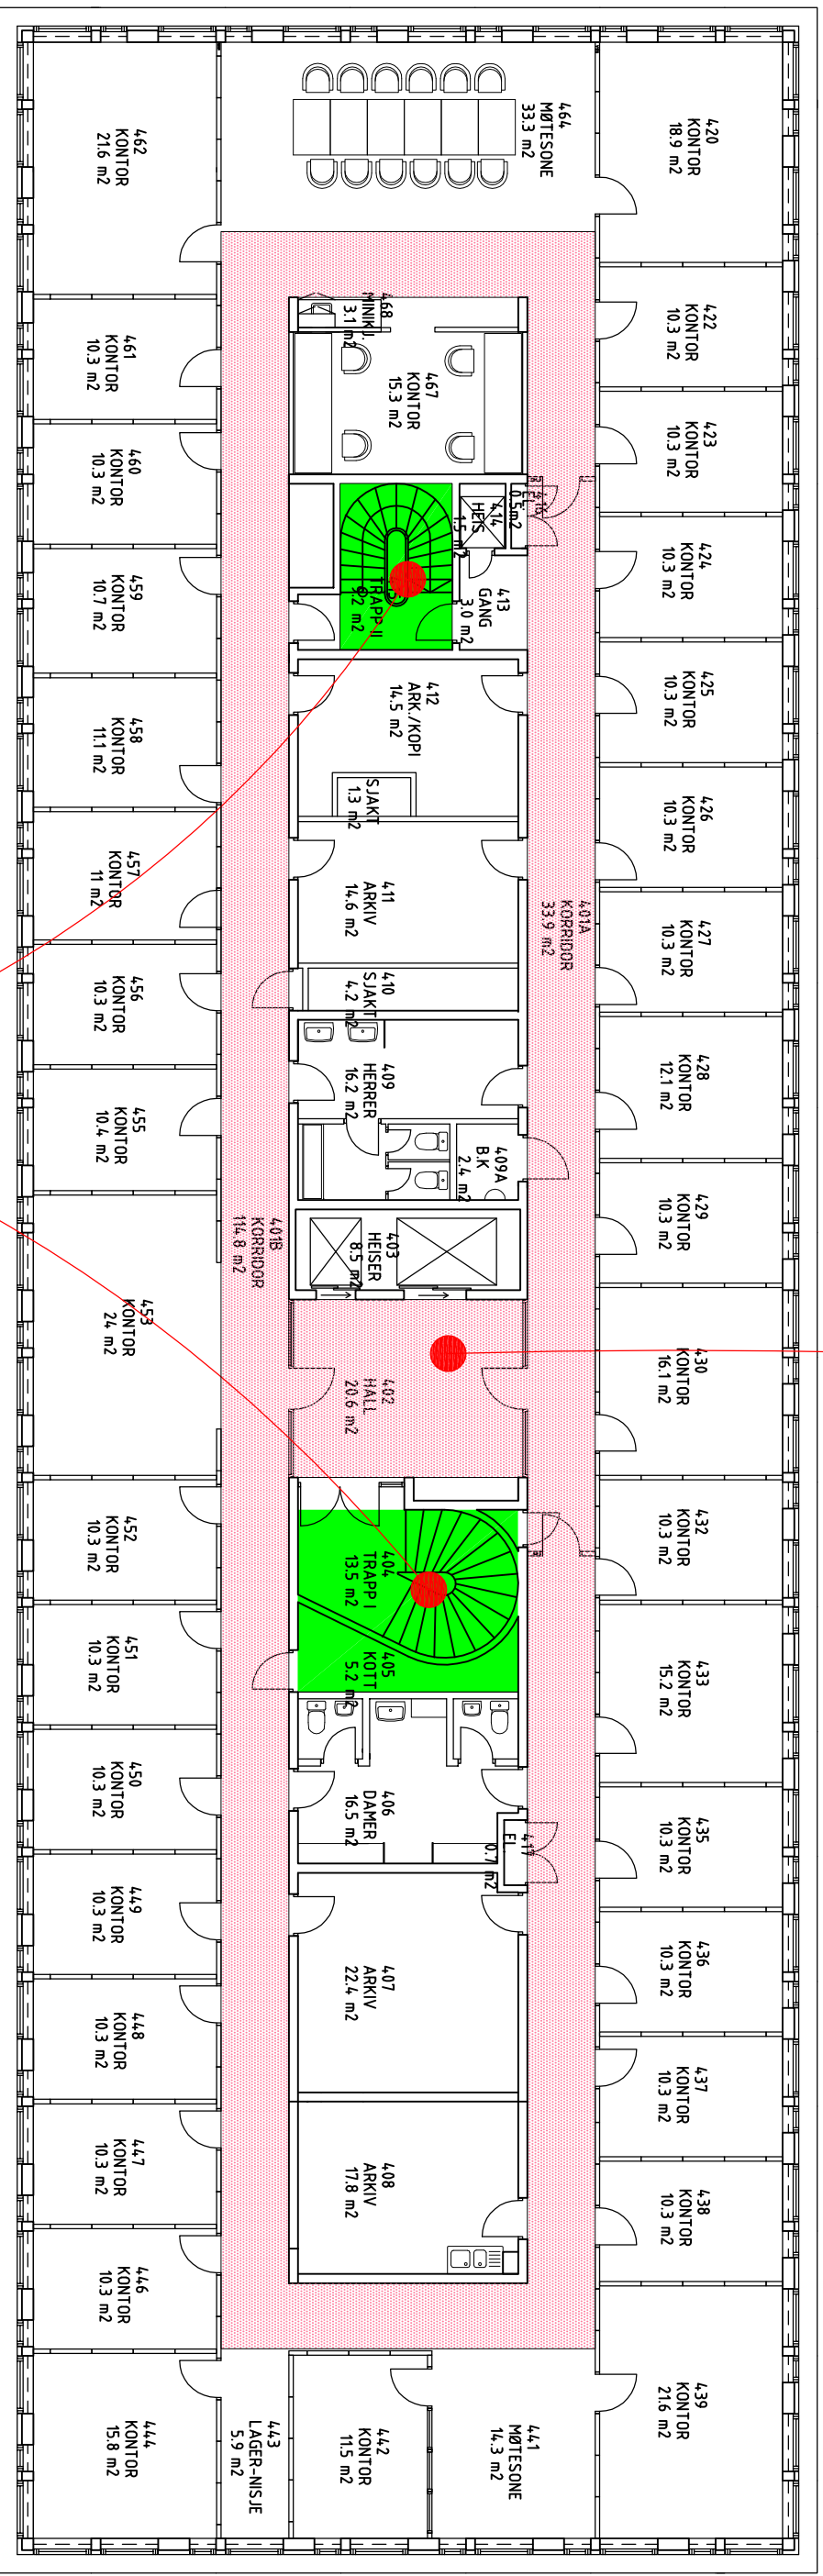 464
MØTESONE
33.3 m2
420
KONTOR
18.9 m2
462
KONTOR
21.6 m2
468
MINIKJ.
3.1 m2
422
KONTOR
10.3 m2
461
KONTOR
10.3 m2
467
KONTOR
15.3 m2
423
KONTOR
10.3 m2
460
KONTOR
10.3 m2
414
HEIS
1.5 m2
EL
0.5m2
424
KONTOR
10.3 m2
459
KONTOR
10.7 m2
TRAPP II
413
GANG
3.0 m2
425
KONTOR
10.3 m2
458
KONTOR
11.1 m2
412
ARK./KOPI
14.5 m2
SJAKT
1.3 m2
426
KONTOR
10.3 m2
457
KONTOR
11 m2
411
ARKIV
14.6 m2
401A
KORRIDOR
33.9 m2
427
KONTOR
10.3 m2
456
KONTOR
10.3 m2
410
SJAKT
4.2 m2
428
KONTOR
12.1 m2
455
KONTOR
10.4 m2
409
HERRER
16.2 m2
409A
B.K
2.4 m2
429
KONTOR
10.3 m2
401B
KORRIDOR
114.8 m2
403
HEISER
8.5 m2
453
KONTOR
24 m2
402
HALL
20.6 m2
430
KONTOR
16.1 m2
452
KONTOR
10.3 m2
404
TRAPP I
13.5 m2
432
KONTOR
10.3 m2
451
KONTOR
10.3 m2
405
KOTT
5.2 m2
433
KONTOR
15.2 m2
450
KONTOR
10.3 m2
406
DAMER
16.5 m2
417
EL
0.7 m2
435
KONTOR
10.3 m2
449
KONTOR
10.3 m2
407
ARKIV
22.4 m2
436
KONTOR
10.3 m2
448
KONTOR
10.3 m2
437
KONTOR
10.3 m2
447
KONTOR
10.3 m2
408
ARKIV
17.8 m2
438
KONTOR
10.3 m2
446
KONTOR
10.3 m2
439
KONTOR
21.6 m2
444
KONTOR
15.8 m2
443
LAGER-NISJE
5.9 m2
442
KONTOR
11.5 m2
441
MØTESONE
14.3 m2